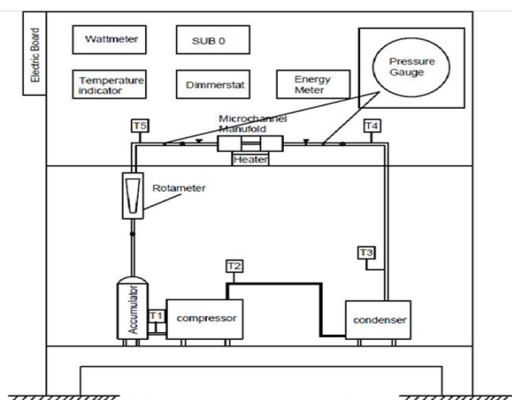 Electric Board
Wattmeter
SUB 0
Pressure
Gauge
Temperature
indicator
Dimmerstat
Energy
Meter
Microchannel
Manufold
T5
T4
Heater
Rotameter
T3
T2
Accumulator
T1
compressor
condenser